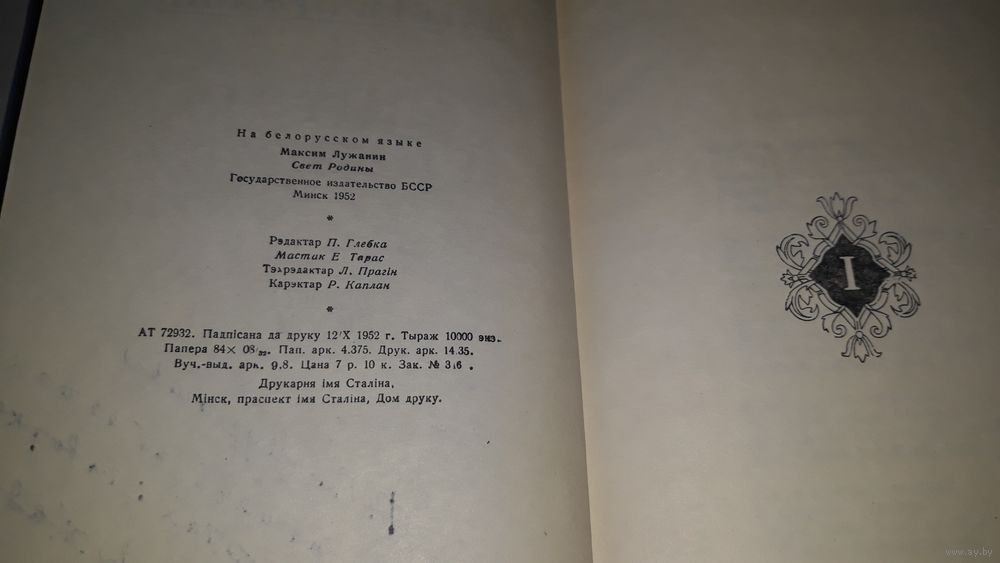 На белорусском языке
Максим Лужанин
Свет Родины
Государственное издательство БССР
Минск 1952
*
Рэдактар П. Глебка
Мастик Е Тарас
Тэхрэдактар Л. Прагін
Карэктар Р. Каплан
*
АТ 72932. Падпісана да друку 12/X 1952 г. Тыраж 10000 экз.
Папера 84× 08/32. Пап. арк. 4.375. Друк. арк. 14.35.
Вуч.-выд. арк. 9.8. Цана 7 р. 10 к. Зак. №
Друкарня імя Сталіна,
Мінск, праспект імя Сталіна, Дом друку.
I
www.ay.by